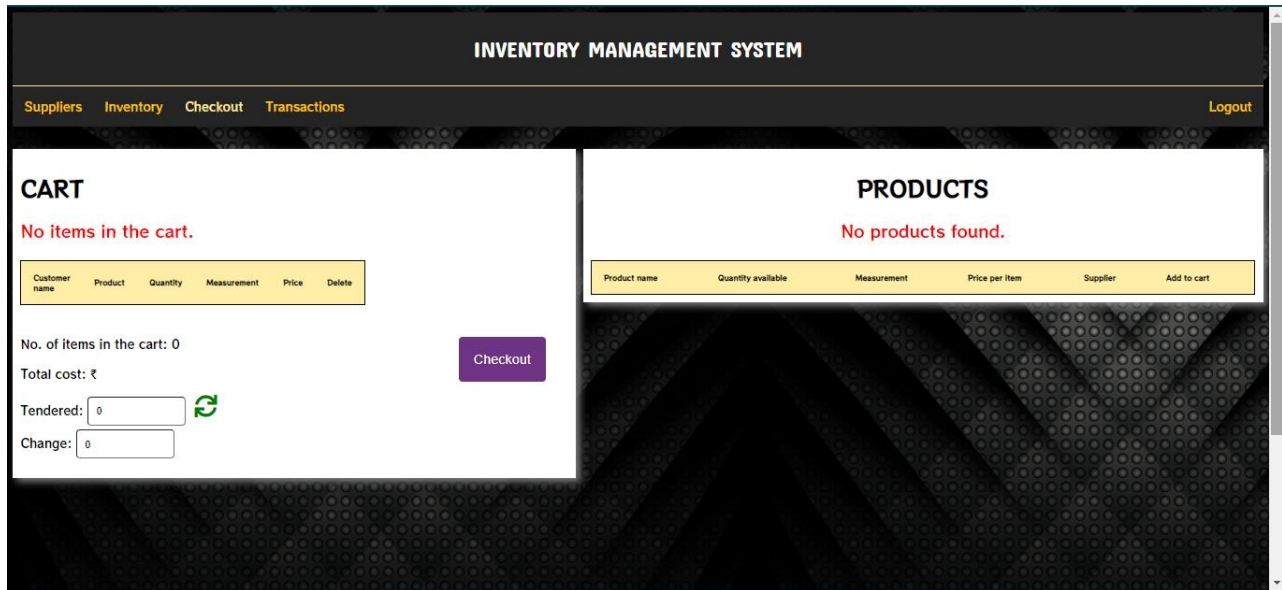 INVENTORY MANAGEMENT SYSTEM
Suppliers Inventory Checkout Transactions Logout
CART
No items in the cart.
Customer name Product Quantity Measurement Price Delete
No. of items in the cart: 0
Total cost: ₹
Tendered: 0
Change: 0
Checkout
PRODUCTS
No products found.
Product name Quantity available Measurement Price per item Supplier Add to cart